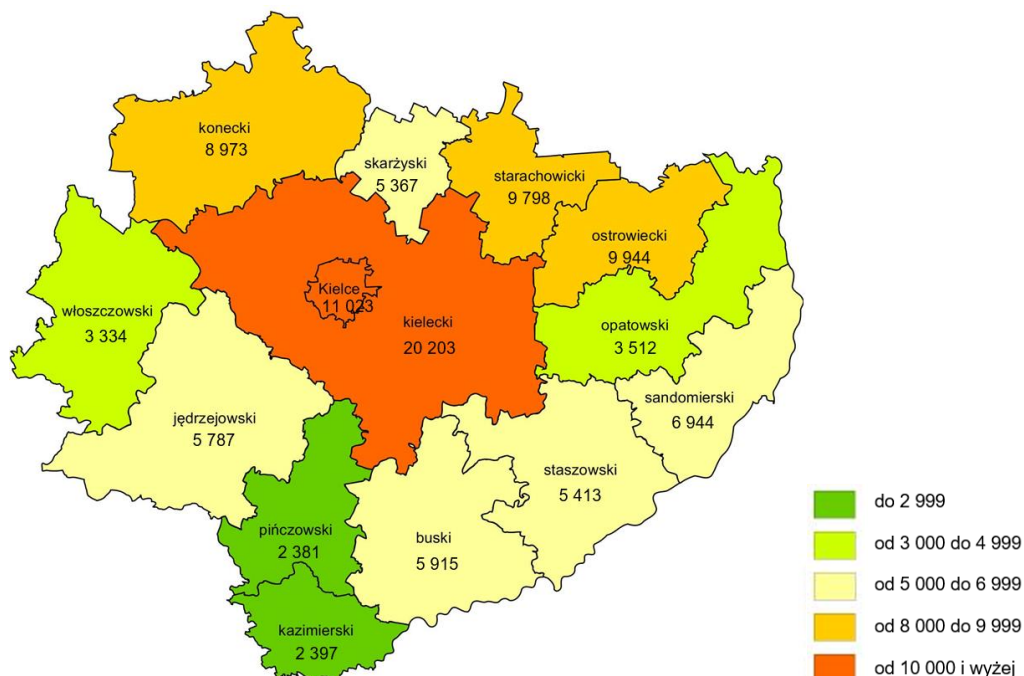 konecki
8 973
skarżyski
5 367
starachowicki
9 798
ostrowiecki
9 944
Kielce
11 023
włoszczowski
3 334
kielecki
20 203
opatowski
3 512
sandomierski
6 944
jędrzejowski
5 787
staszowski
5 413
pińczowski
2 381
buski
5 915
kazimierski
2 397
do 2 999
od 3 000 do 4 999
od 5 000 do 6 999
od 8 000 do 9 999
od 10 000 i wyżej